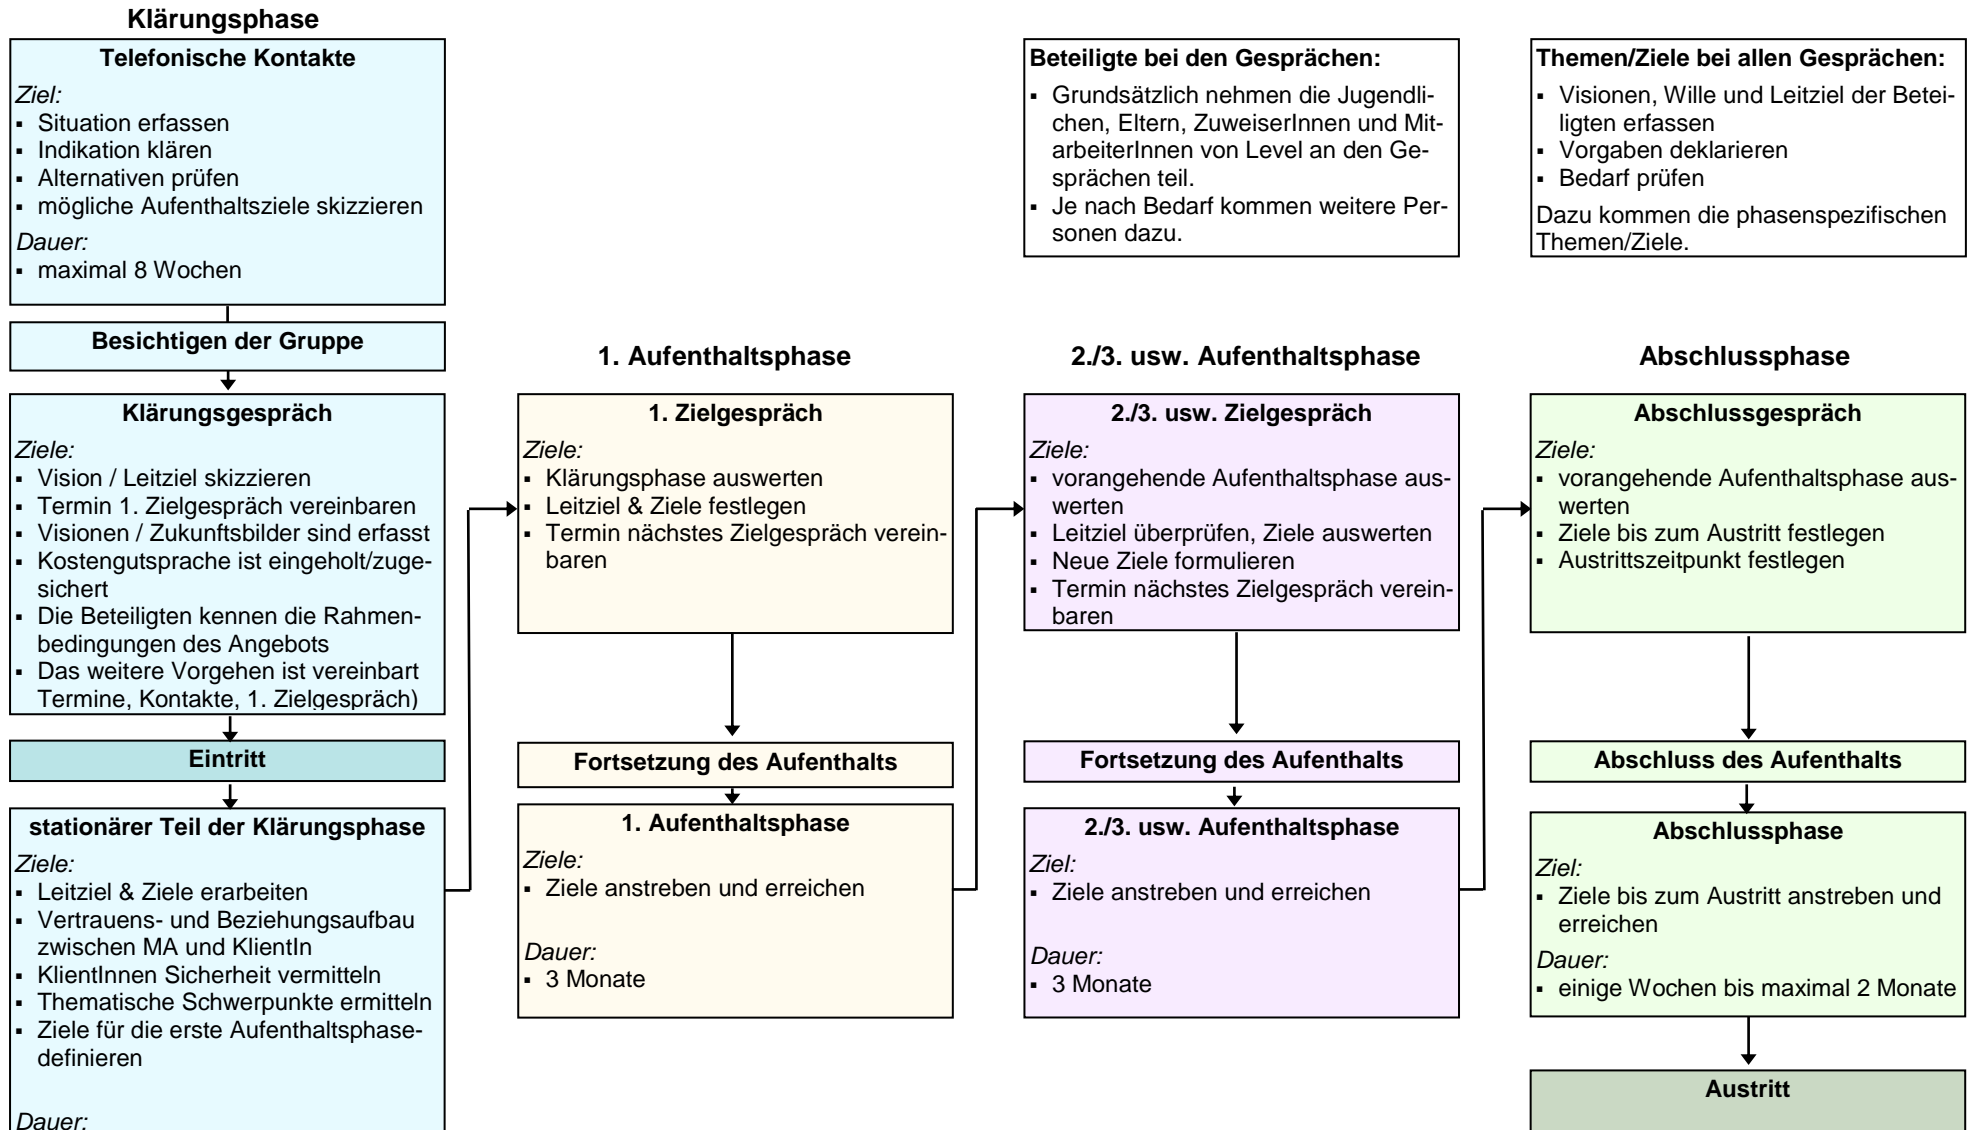 Klärungsphase
Telefonische Kontakte
Ziel:
▪ Situation erfassen
▪ Indikation klären
▪ Alternativen prüfen
▪ mögliche Aufenthaltsziele skizzieren
Dauer:
▪ maximal 8 Wochen
Besichtigen der Gruppe
Klärungsgespräch
Ziele:
▪ Vision / Leitziel skizzieren
▪ Termin 1. Zielgespräch vereinbaren
▪ Visionen / Zukunftsbilder sind erfasst
▪ Kostengutsprache ist eingeholt/zuge-
sichert
▪ Die Beteiligten kennen die Rahmen-
bedingungen des Angebots
▪ Das weitere Vorgehen ist vereinbart
Termine, Kontakte, 1. Zielgespräch)
Eintritt
stationärer Teil der Klärungsphase
Ziele:
▪ Leitziel & Ziele erarbeiten
▪ Vertrauens- und Beziehungsaufbau
zwischen MA und KlientIn
▪ KlientInnen Sicherheit vermitteln
▪ Thematische Schwerpunkte ermitteln
▪ Ziele für die erste Aufenthaltsphase-
definieren
Dauer:
Beteiligte bei den Gesprächen:
▪ Grundsätzlich nehmen die Jugendli-
chen, Eltern, ZuweiserInnen und Mit-
arbeiterInnen von Level an den Ge-
sprächen teil.
▪ Je nach Bedarf kommen weitere Per-
sonen dazu.
Themen/Ziele bei allen Gesprächen:
▪ Visionen, Wille und Leitziel der Betei-
ligten erfassen
▪ Vorgaben deklarieren
▪ Bedarf prüfen
Dazu kommen die phasenspezifischen
Themen/Ziele.
1. Aufenthaltsphase
1. Zielgespräch
Ziele:
▪ Klärungsphase auswerten
▪ Leitziel & Ziele festlegen
▪ Termin nächstes Zielgespräch verein-
baren
Fortsetzung des Aufenthalts
1. Aufenthaltsphase
Ziele:
▪ Ziele anstreben und erreichen
Dauer:
▪ 3 Monate
2./3. usw. Aufenthaltsphase
2./3. usw. Zielgespräch
Ziele:
▪ vorangehende Aufenthaltsphase aus-
werten
▪ Leitziel überprüfen, Ziele auswerten
▪ Neue Ziele formulieren
▪ Termin nächstes Zielgespräch verein-
baren
Fortsetzung des Aufenthalts
2./3. usw. Aufenthaltsphase
Ziel:
▪ Ziele anstreben und erreichen
Dauer:
▪ 3 Monate
Abschlussphase
Abschlussgespräch
Ziele:
▪ vorangehende Aufenthaltsphase aus-
werten
▪ Ziele bis zum Austritt festlegen
▪ Austrittszeitpunkt festlegen
Abschluss des Aufenthalts
Abschlussphase
Ziel:
▪ Ziele bis zum Austritt anstreben und
erreichen
Dauer:
▪ einige Wochen bis maximal 2 Monate
Austritt